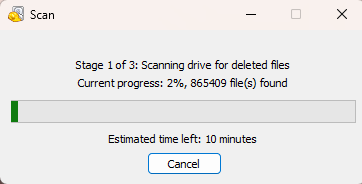 Scan
Stage 1 of 3: Scanning drive for deleted files
Current progress: 2%, 865409 file(s) found
Estimated time left: 10 minutes
Cancel